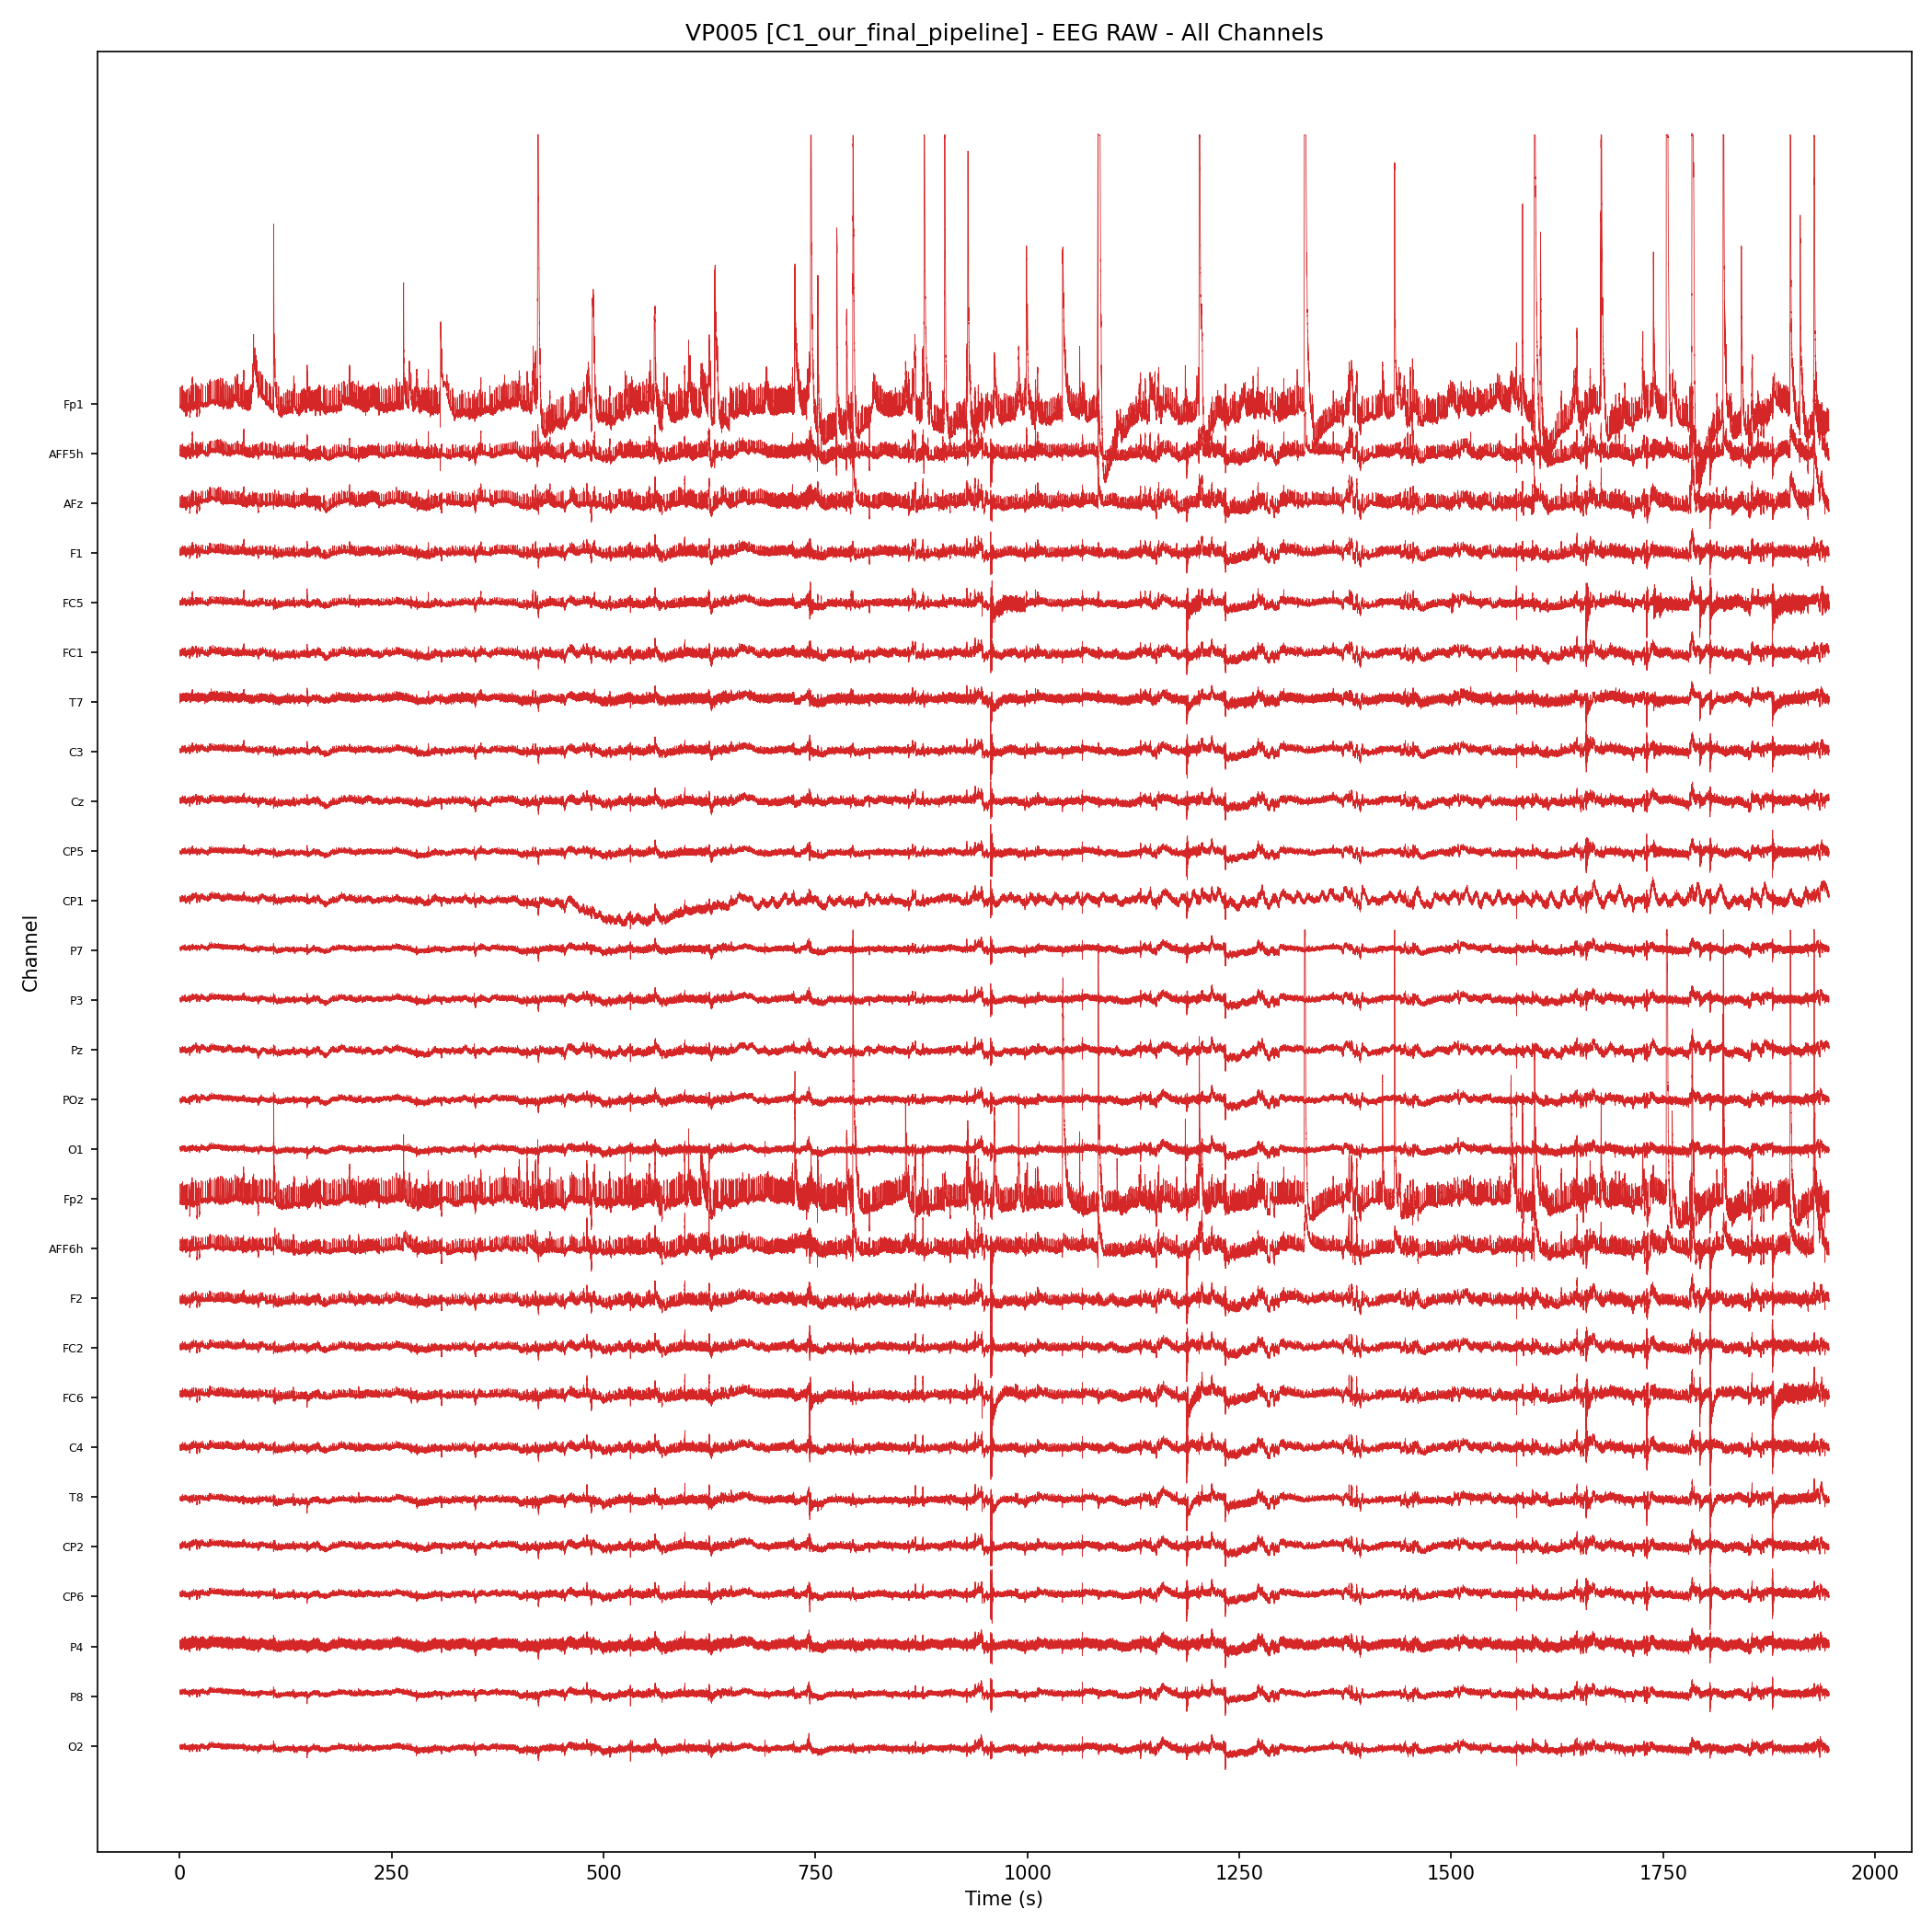 VP005 [C1_our_final_pipeline] - EEG RAW - All Channels
Channel
Fp1
AFF5h
AFz
F1
FC5
FC1
T7
C3
Cz
CP5
CP1
P7
P3
Pz
POz
O1
Fp2
AFF6h
F2
FC2
FC6
C4
T8
CP2
CP6
P4
P8
O2
0 250 500 750 1000 1250 1500 1750 2000
Time (s)